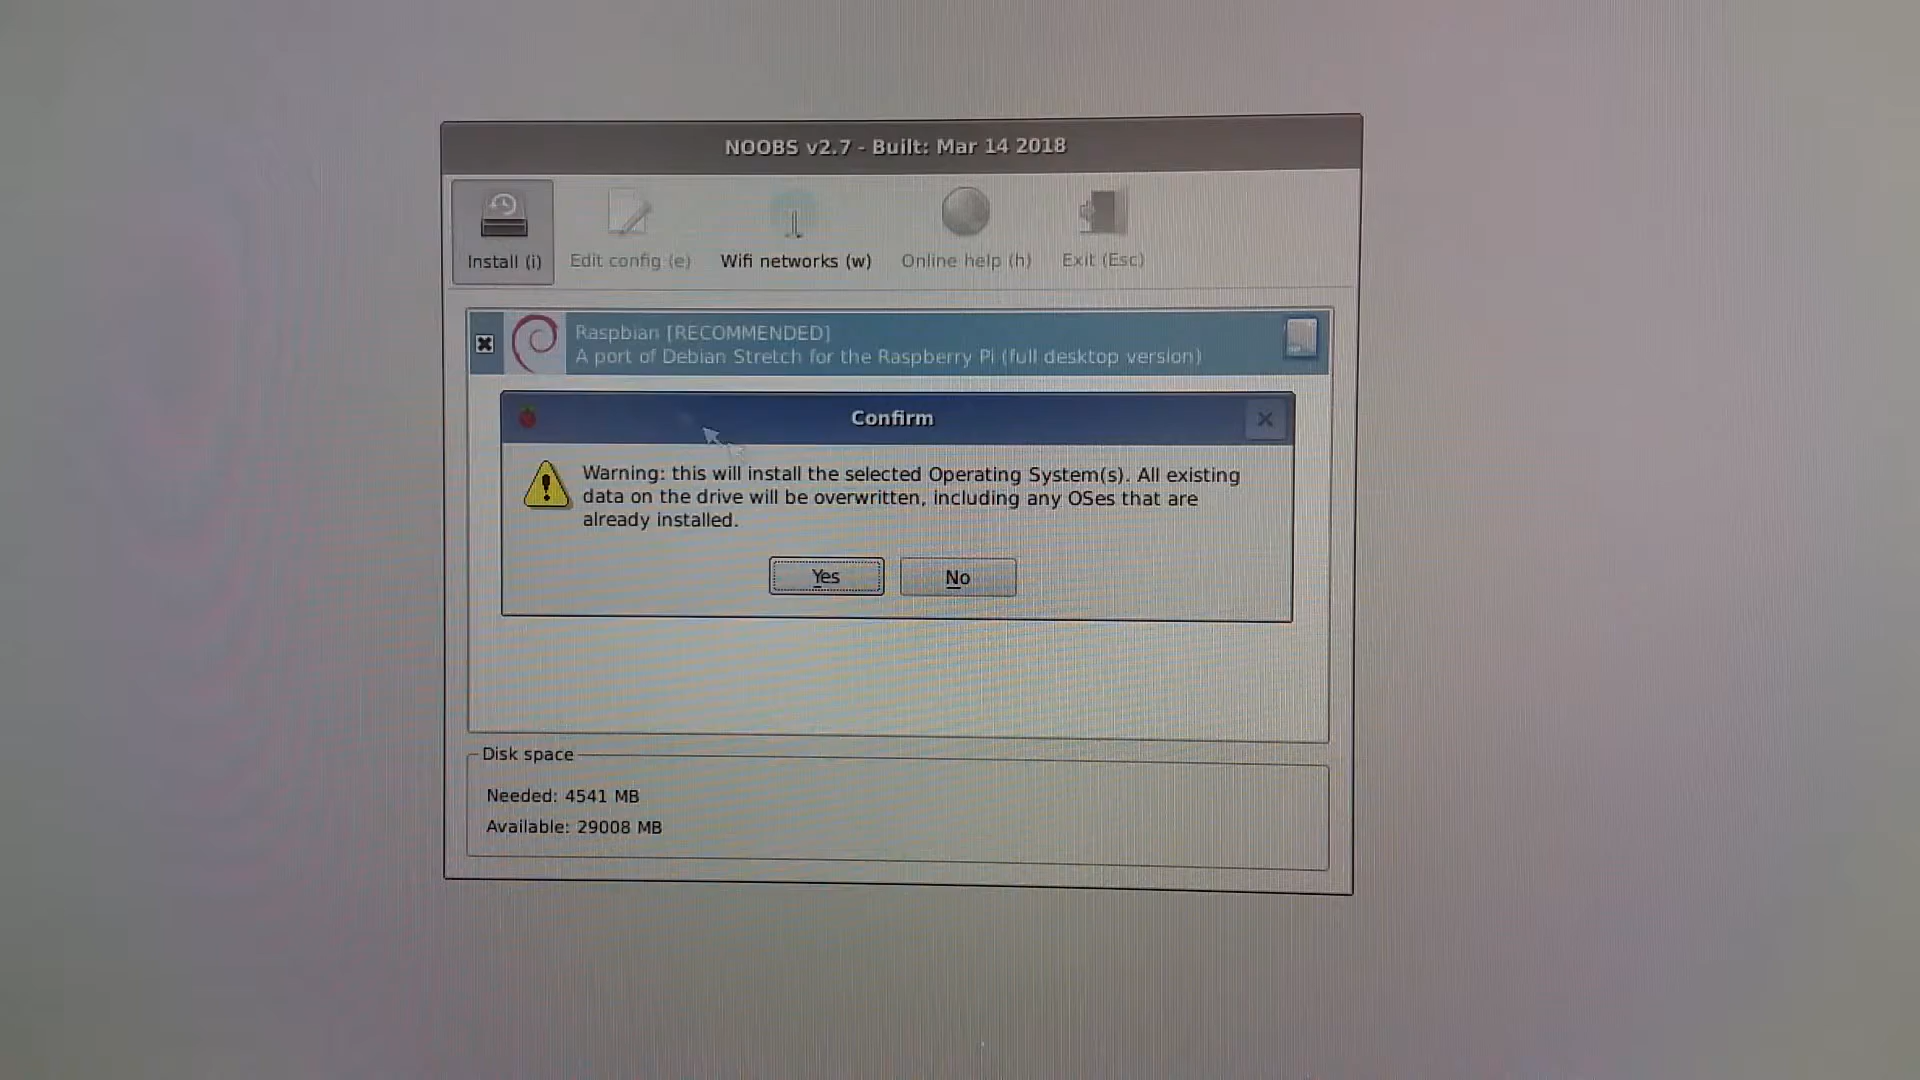 NOOBS v2.7 - Built: Mar 14 2018
Install (i)
Edit config (e)
Wifi networks (w)
Online help (h)
Exit (Esc)
Raspbian [RECOMMENDED]
A port of Debian Stretch for the Raspberry Pi (full desktop version)
Confirm
Warning: this will install the selected Operating System(s). All existing
data on the drive will be overwritten, including any OSes that are
already installed.
Yes
No
Disk space
Needed: 4541 MB
Available: 29008 MB